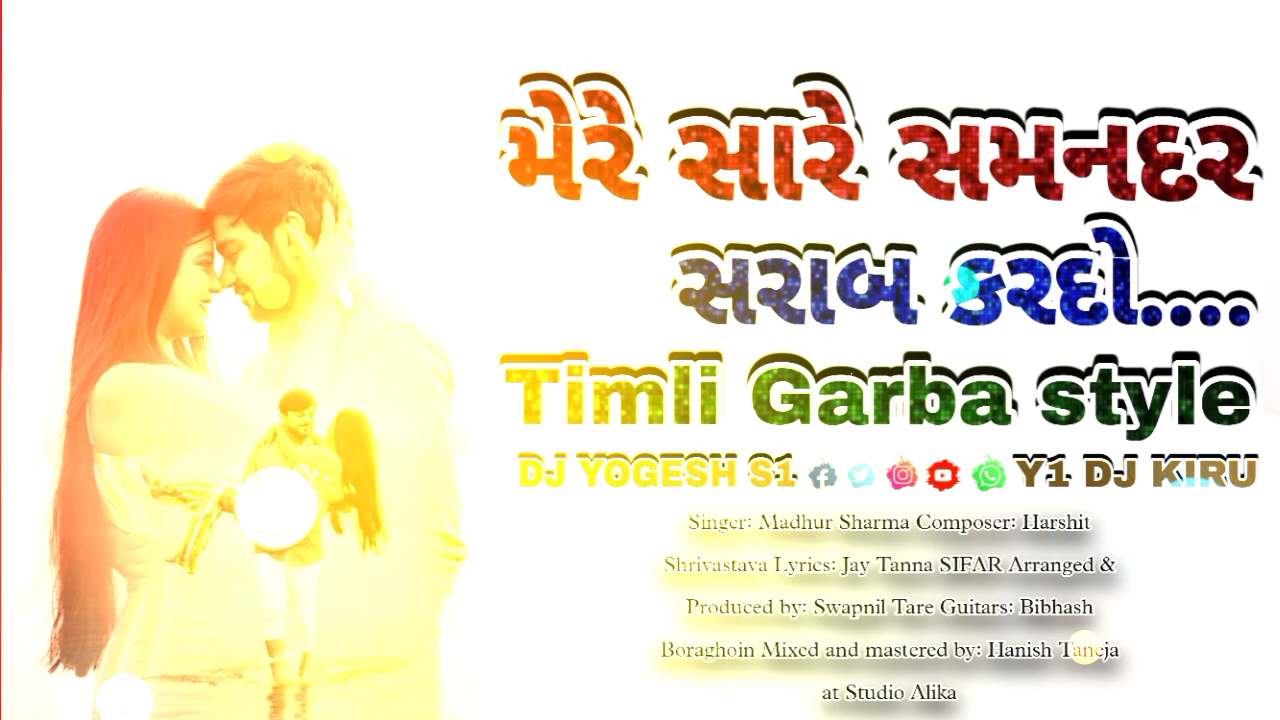 મેરે સારે સમનદર
સરાબ કરદો....
Timli Garba style
DJ YOGESH S1 Y1 DJ KIRU
Singer: Madhur Sharma Composer: Harshit
Shrivastava Lyrics: Jay Tanna SIFAR Arranged &
Produced by: Swapnil Tare Guitars: Bibhash
Boraghoin Mixed and mastered by: Hanish Taneja
at Studio Alika